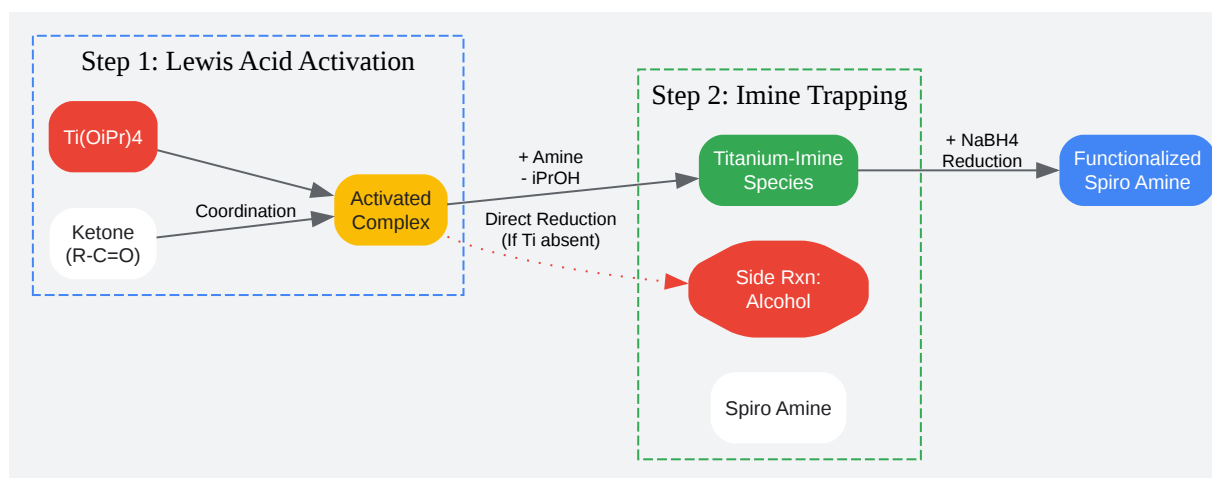 Step 1: Lewis Acid Activation
Ti(OiPr)4
Ketone
(R-C=O)
Coordination
Activated
Complex
+ Amine
- iPrOH
Direct Reduction
(If Ti absent)
Step 2: Imine Trapping
Titanium-Imine
Species
Side Rxn:
Alcohol
Spiro Amine
+ NaBH4
Reduction
Functionalized
Spiro Amine